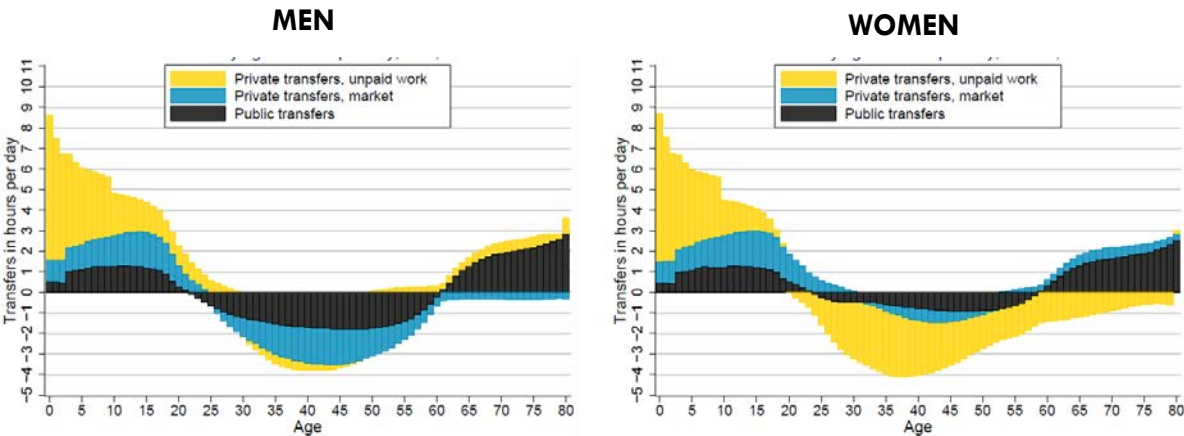 MEN
WOMEN
Private transfers, unpaid work
Private transfers, market
Public transfers
Transfers in hours per day
-5 -4 -3 -2 -1 0 1 2 3 4 5 6 7 8 9 10 11
0 5 10 15 20 25 30 35 40 45 50 55 60 65 70 75 80
Age
Private transfers, unpaid work
Private transfers, market
Public transfers
Transfers in hours per day
-5 -4 -3 -2 -1 0 1 2 3 4 5 6 7 8 9 10 11
0 5 10 15 20 25 30 35 40 45 50 55 60 65 70 75 80
Age